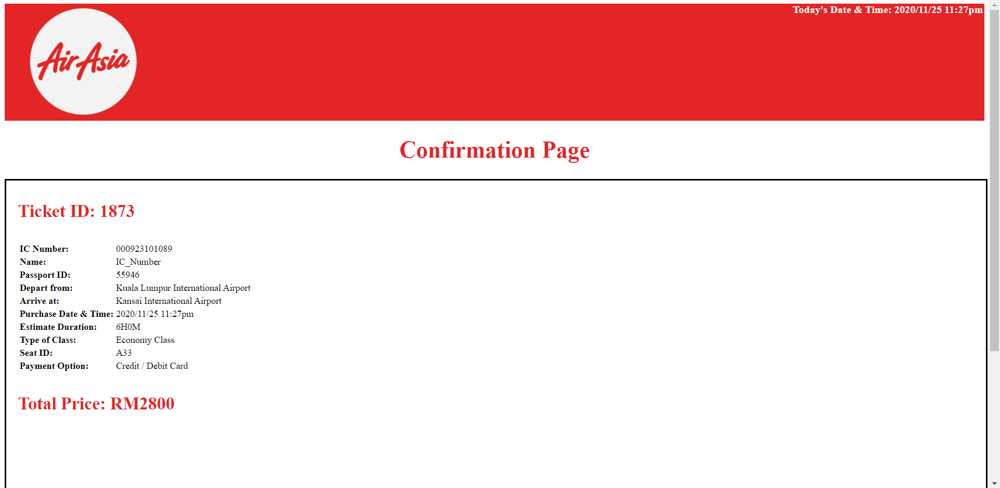 Today's Date & Time: 2020/11/25 11:27pm
AirAsia
Confirmation Page
Ticket ID: 1873
IC Number: 000923101089
Name: IC_Number
Passport ID: 55946
Depart from: Kuala Lumpur International Airport
Arrive at: Kansai International Airport
Purchase Date & Time: 2020/11/25 11:27pm
Estimate Duration: 6H0M
Type of Class: Economy Class
Seat ID: A33
Payment Option: Credit / Debit Card
Total Price: RM2800